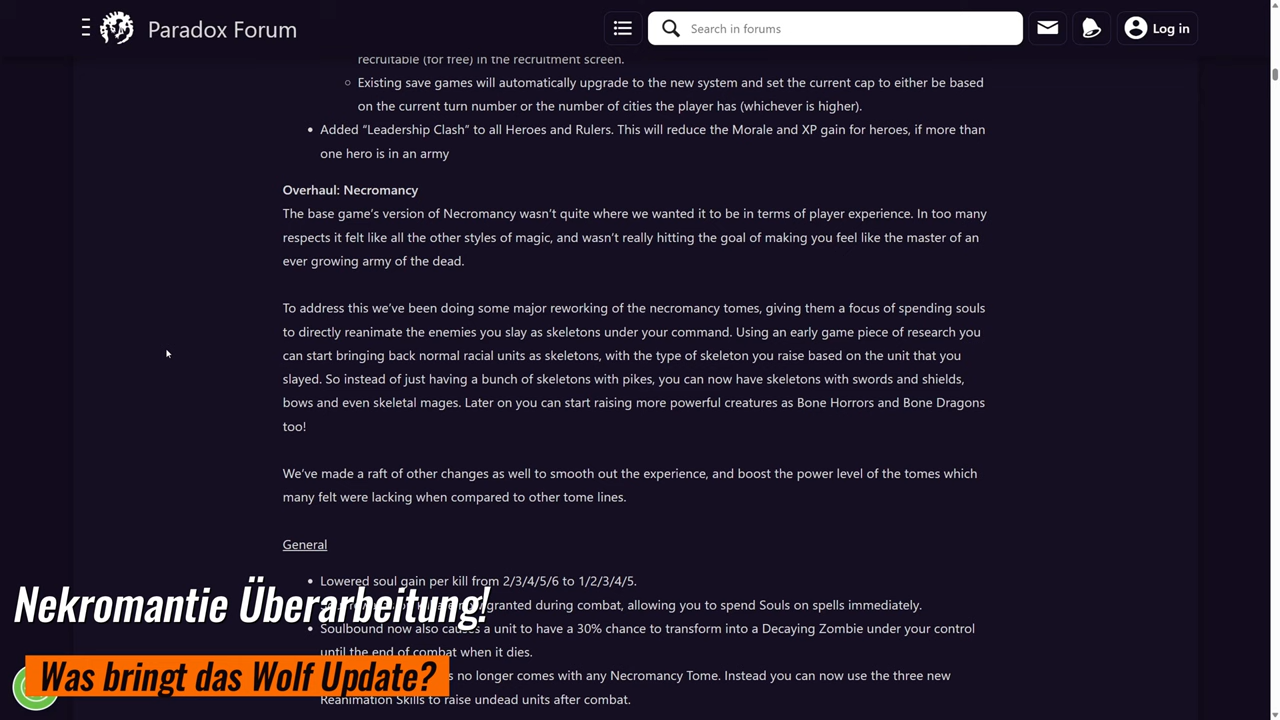 Paradox Forum
Search in forums
Log in
recruitable (for free) in the recruitment screen.
Existing save games will automatically upgrade to the new system and set the current cap to either be based
on the current turn number or the number of cities the player has (whichever is higher).
Added “Leadership Clash” to all Heroes and Rulers. This will reduce the Morale and XP gain for heroes, if more than
one hero is in an army
Overhaul: Necromancy
The base game’s version of Necromancy wasn’t quite where we wanted it to be in terms of player experience. In too many
respects it felt like all the other styles of magic, and wasn’t really hitting the goal of making you feel like the master of an
ever growing army of the dead.
To address this we’ve been doing some major reworking of the necromancy tomes, giving them a focus of spending souls
to directly reanimate the enemies you slay as skeletons under your command. Using an early game piece of research you
can start bringing back normal racial units as skeletons, with the type of skeleton you raise based on the unit that you
slayed. So instead of just having a bunch of skeletons with pikes, you can now have skeletons with swords and shields,
bows and even skeletal mages. Later on you can start raising more powerful creatures as Bone Horrors and Bone Dragons
too!
We’ve made a raft of other changes as well to smooth out the experience, and boost the power level of the tomes which
many felt were lacking when compared to other tome lines.
General
Lowered soul gain per kill from 2/3/4/5/6 to 1/2/3/4/5.
granted during combat, allowing you to spend Souls on spells immediately.
Nekromantie Überarbeitung!
Soulbound now also causes a unit to have a 30% chance to transform into a Decaying Zombie under your control
until the end of combat when it dies.
no longer comes with any Necromancy Tome. Instead you can now use the three new
Was bringt das Wolf Update?
Reanimation Skills to raise undead units after combat.